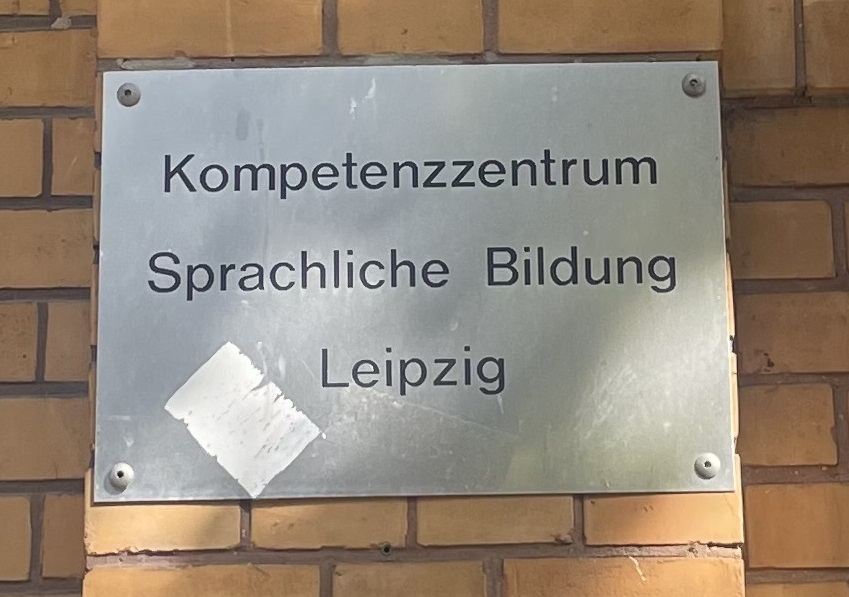 Kompetenzzentrum
Sprachliche Bildung
Leipzig